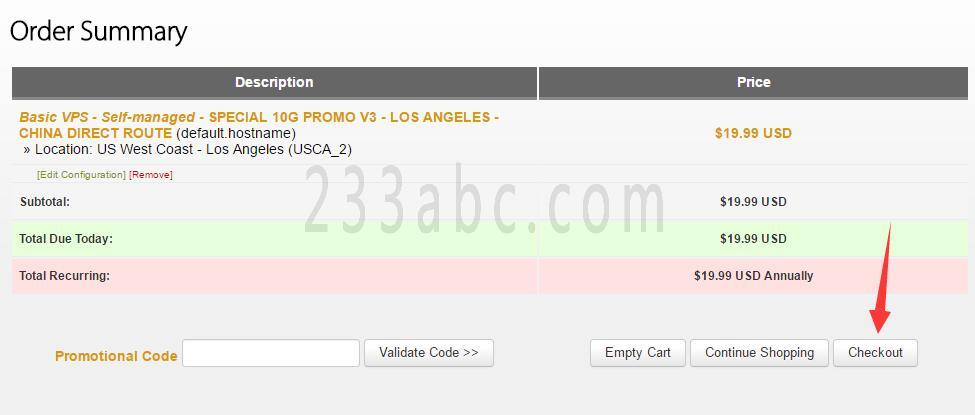 Order Summary
Description Price
Basic VPS - Self-managed - SPECIAL 10G PROMO V3 - LOS ANGELES -
CHINA DIRECT ROUTE (default.hostname) $19.99 USD
» Location: US West Coast - Los Angeles (USCA_2)
[Edit Configuration] [Remove]
233abc.com
Subtotal: $19.99 USD
Total Due Today: $19.99 USD
Total Recurring: $19.99 USD Annually
Promotional Code Validate Code >> Empty Cart Continue Shopping Checkout